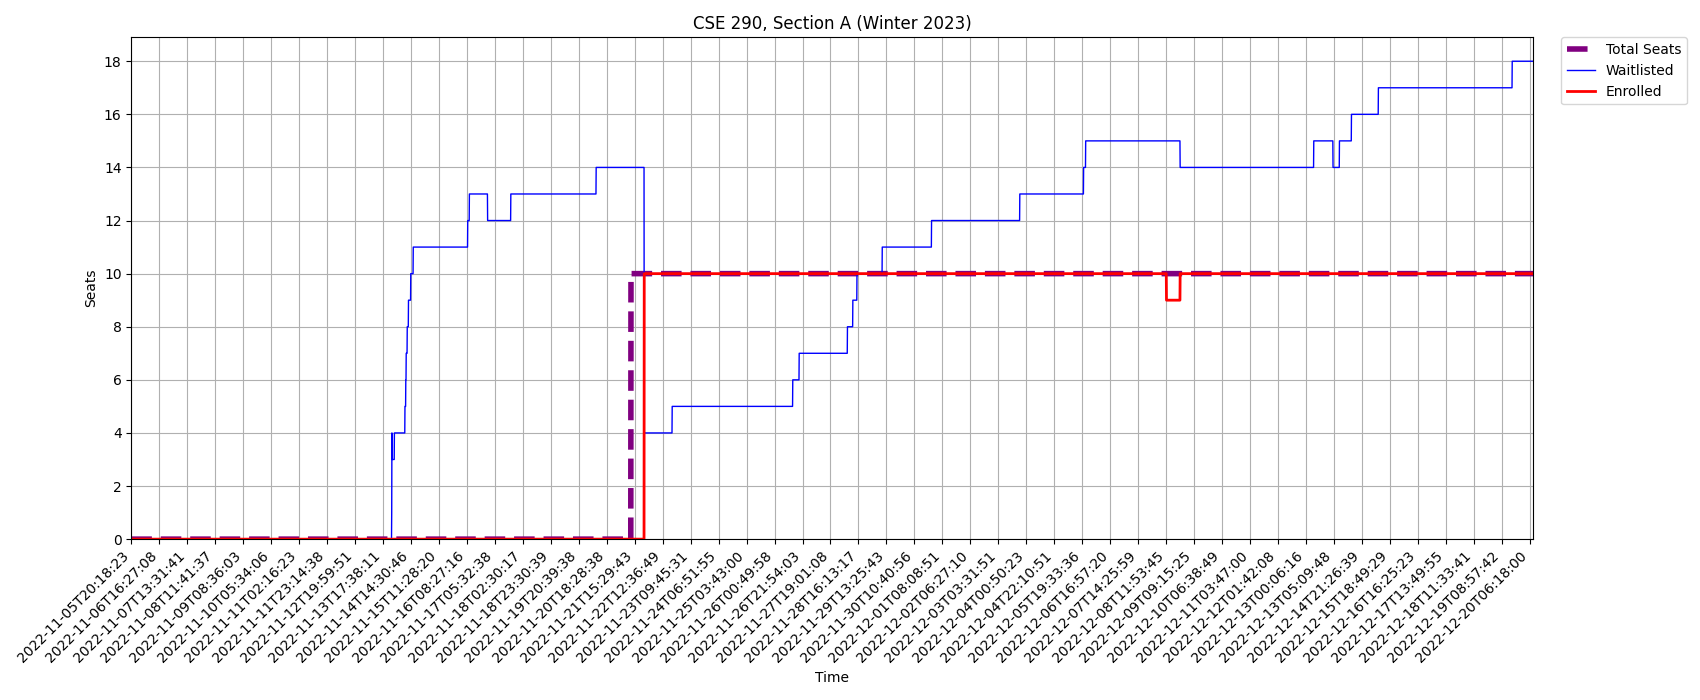 CSE 290, Section A (Winter 2023)
Total Seats
Waitlisted
Enrolled
Seats
18
16
14
12
10
8
6
4
2
0
2022-11-05T20:18:23
2022-11-06T16:27:08
2022-11-07T13:31:41
2022-11-08T11:41:37
2022-11-09T08:36:03
2022-11-10T05:34:06
2022-11-11T02:16:23
2022-11-11T23:14:38
2022-11-12T19:59:51
2022-11-13T17:38:11
2022-11-14T14:30:46
2022-11-15T11:28:20
2022-11-16T08:27:16
2022-11-17T05:32:38
2022-11-18T02:30:17
2022-11-18T23:30:39
2022-11-19T20:39:38
2022-11-20T18:28:38
2022-11-21T15:29:43
2022-11-22T12:36:49
2022-11-23T09:45:31
2022-11-24T06:51:55
2022-11-25T03:43:00
2022-11-26T00:49:58
2022-11-26T21:54:03
2022-11-27T19:01:08
2022-11-28T16:13:17
2022-11-29T13:25:43
2022-11-30T10:40:56
2022-12-01T08:08:51
2022-12-02T06:27:10
2022-12-03T03:31:51
2022-12-04T00:50:23
2022-12-04T22:10:51
2022-12-05T19:33:36
2022-12-06T16:57:20
2022-12-07T14:25:59
2022-12-08T11:53:45
2022-12-09T09:15:25
2022-12-10T06:38:49
2022-12-11T03:47:00
2022-12-12T01:42:08
2022-12-13T00:06:16
2022-12-13T05:09:48
2022-12-14T21:26:39
2022-12-15T18:49:29
2022-12-16T16:25:23
2022-12-17T13:49:55
2022-12-18T11:33:41
2022-12-19T08:57:42
2022-12-20T06:18:00
Time